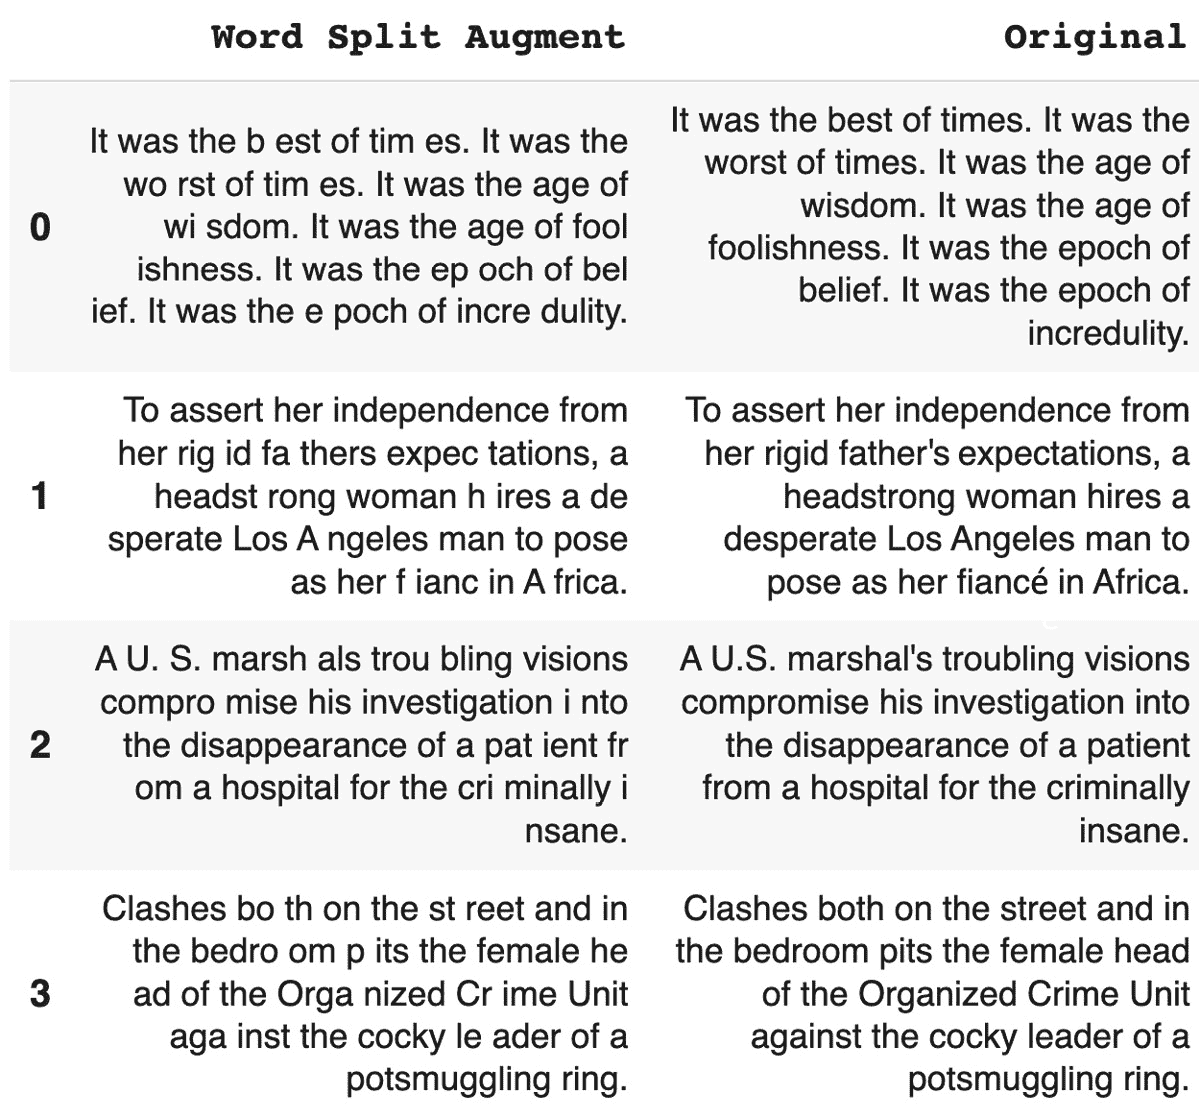 Word Split Augment Original
0
It was the b est of tim es. It was the
wo rst of tim es. It was the age of
wi sdom. It was the age of fool
ishness. It was the ep och of bel
ief. It was the e poch of incre dulity.
It was the best of times. It was the
worst of times. It was the age of
wisdom. It was the age of
foolishness. It was the epoch of
belief. It was the epoch of
incredulity.
1
To assert her independence from
her rig id fa thers expec tations, a
headst rong woman h ires a de
sperate Los A ngeles man to pose
as her f ianc in A frica.
To assert her independence from
her rigid father's expectations, a
headstrong woman hires a
desperate Los Angeles man to
pose as her fiancé in Africa.
2
A U. S. marsh als trou bling visions
compro mise his investigation i nto
the disappearance of a pat ient fr
om a hospital for the cri minally i
nsane.
A U.S. marshal's troubling visions
compromise his investigation into
the disappearance of a patient
from a hospital for the criminally
insane.
3
Clashes bo th on the st reet and in
the bedro om p its the female he
ad of the Orga nized Cr ime Unit
aga inst the cocky le ader of a
potsmuggling ring.
Clashes both on the street and in
the bedroom pits the female head
of the Organized Crime Unit
against the cocky leader of a
potsmuggling ring.